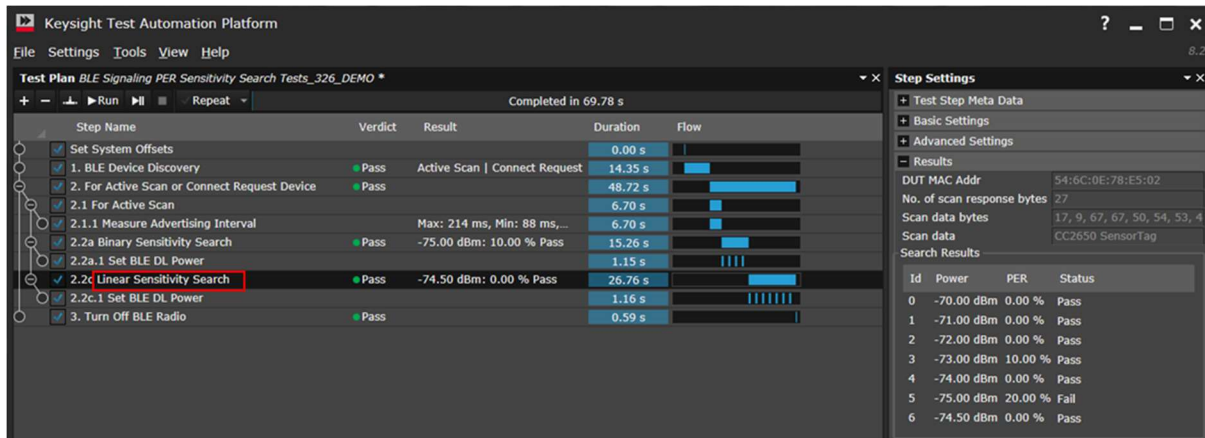 Keysight Test Automation Platform
?
File Settings Tools View Help
8.2
Test Plan BLE Signaling PER Sensitivity Search Tests_326_DEMO *
Run Repeat Completed in 69.78 s
Step Name Verdict Result Duration Flow
Set System Offsets 0.00 s
1. BLE Device Discovery Pass Active Scan | Connect Request 14.35 s
2. For Active Scan or Connect Request Device Pass 48.72 s
2.1 For Active Scan 6.70 s
2.1.1 Measure Advertising Interval Max: 214 ms, Min: 88 ms,... 6.70 s
2.2a Binary Sensitivity Search Pass -75.00 dBm: 10.00 % Pass 15.26 s
2.2a.1 Set BLE DL Power 1.15 s
2.2c Linear Sensitivity Search Pass -74.50 dBm: 0.00 % Pass 26.76 s
2.2c.1 Set BLE DL Power 1.16 s
3. Turn Off BLE Radio Pass 0.59 s
Step Settings
Test Step Meta Data
Basic Settings
Advanced Settings
Results
DUT MAC Addr 54:6C:0E:78:E5:02
No. of scan response bytes 27
Scan data bytes 17, 9, 67, 67, 50, 54, 53, 4
Scan data CC2650 SensorTag
Search Results
Id Power PER Status
0 -70.00 dBm 0.00 % Pass
1 -71.00 dBm 0.00 % Pass
2 -72.00 dBm 0.00 % Pass
3 -73.00 dBm 10.00 % Pass
4 -74.00 dBm 0.00 % Pass
5 -75.00 dBm 20.00 % Fail
6 -74.50 dBm 0.00 % Pass